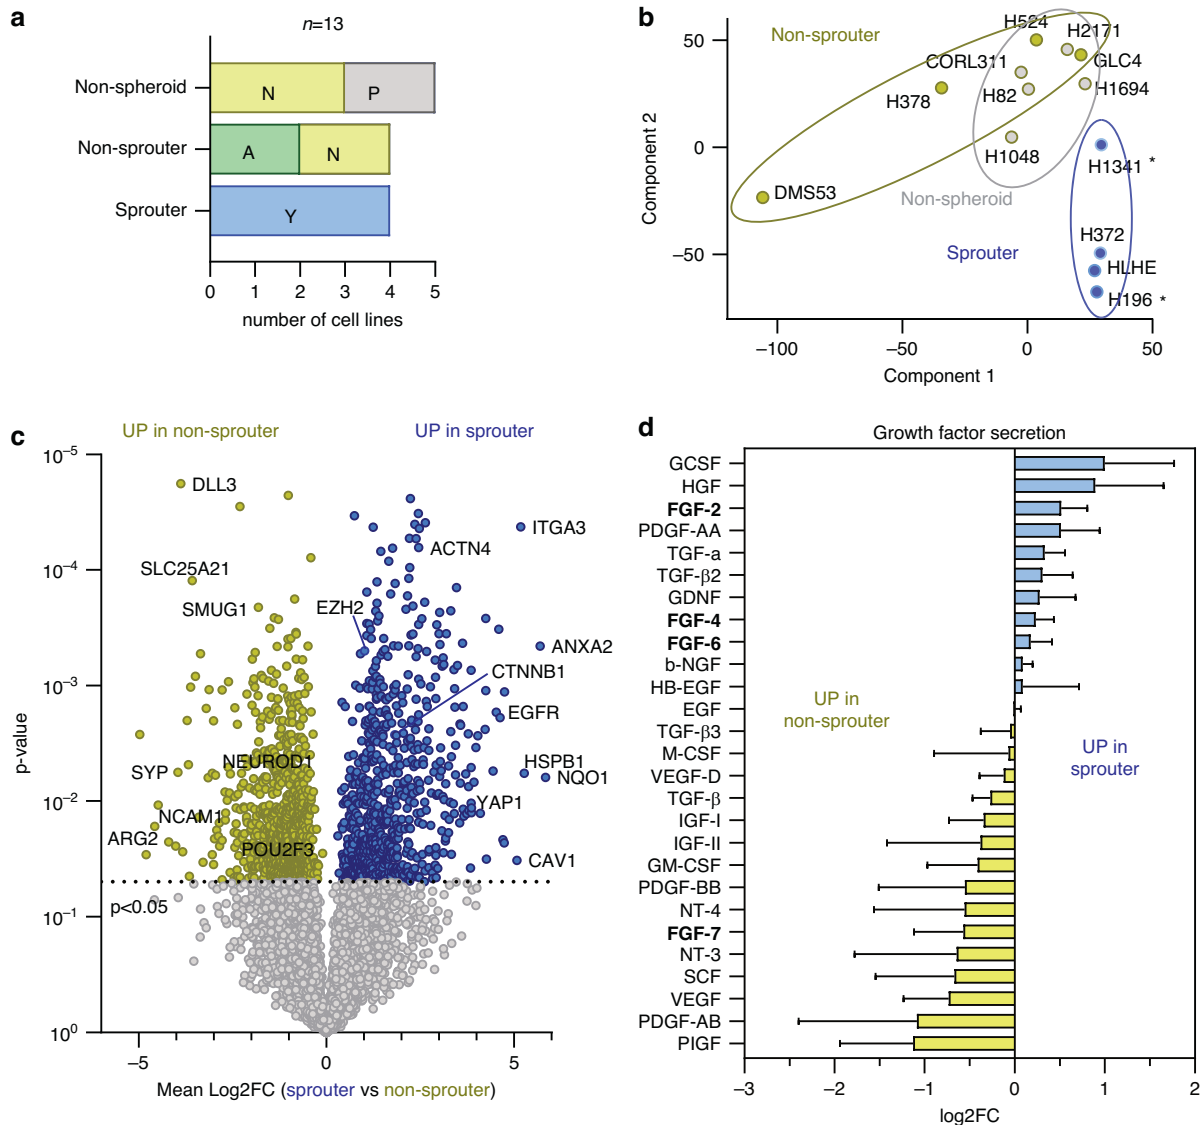 a
n=13
Non-spheroid
N
P
Non-sprouter
A
N
Sprouter
Y
0 1 2 3 4 5
number of cell lines
b
Non-sprouter
H524
H2171
CORL311
GLC4
H378
H82
H1694
H1048
H1341 *
DMS53
Non-spheroid
H372
Sprouter
HLHE
H196 *
50
0
−50
Component 2
−100 −50 0 50
Component 1
c
UP in non-sprouter
UP in sprouter
10⁻⁵
10⁻⁴
10⁻³
10⁻²
10⁻¹
10⁰
p-value
DLL3
ITGA3
ACTN4
SLC25A21
SMUG1
EZH2
ANXA2
CTNNB1
EGFR
NEUROD1
HSPB1
SYP
NQO1
NCAM1
YAP1
ARG2
POU2F3
CAV1
p<0.05
−5 0 5
Mean Log2FC (sprouter vs non-sprouter)
d
Growth factor secretion
GCSF
HGF
FGF-2
PDGF-AA
TGF-a
TGF-β2
GDNF
FGF-4
FGF-6
b-NGF
HB-EGF
EGF
TGF-β3
M-CSF
VEGF-D
TGF-β
IGF-I
IGF-II
GM-CSF
PDGF-BB
NT-4
FGF-7
NT-3
SCF
VEGF
PDGF-AB
PIGF
UP in
non-sprouter
UP in
sprouter
−3 −2 −1 0 1 2
log2FC